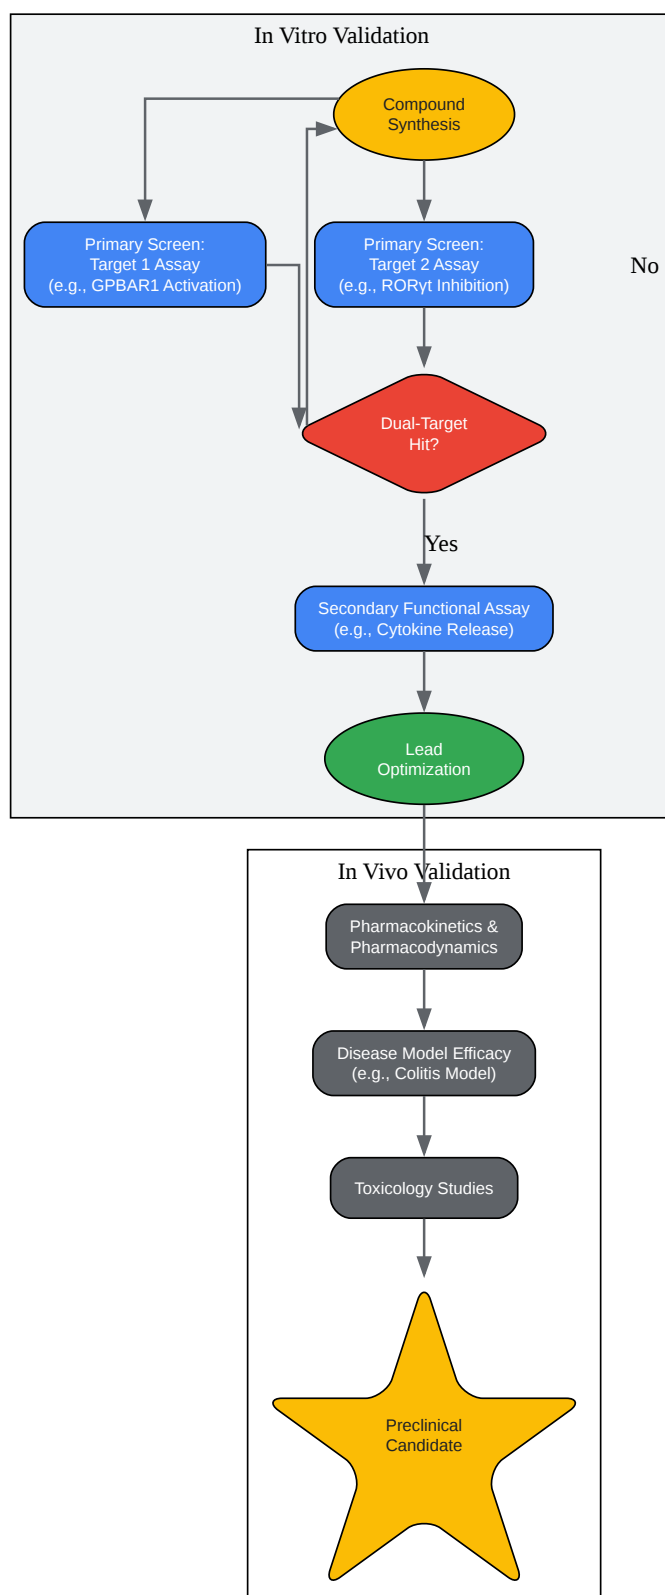 In Vitro Validation
Compound
Synthesis
Primary Screen:
Target 1 Assay
(e.g., GPBAR1 Activation)
Primary Screen:
Target 2 Assay
(e.g., RORγt Inhibition)
No
Dual-Target
Hit?
Yes
Secondary Functional Assay
(e.g., Cytokine Release)
Lead
Optimization
In Vivo Validation
Pharmacokinetics &
Pharmacodynamics
Disease Model Efficacy
(e.g., Colitis Model)
Toxicology Studies
Preclinical
Candidate